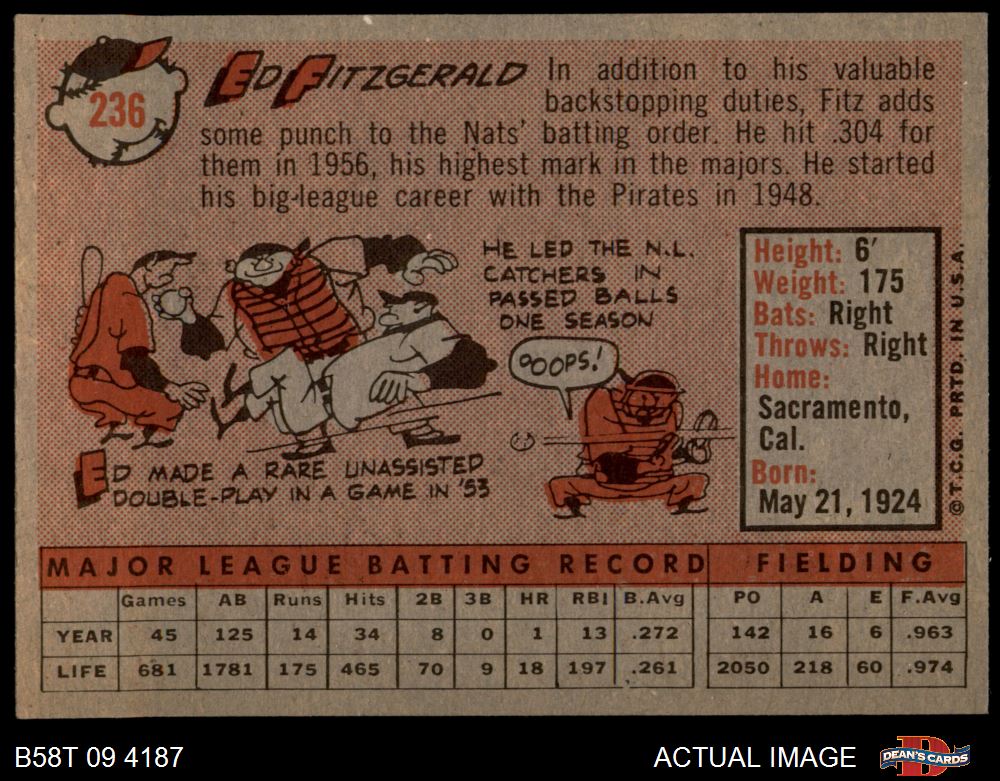 236
ED FITZGERALD
In addition to his valuable
backstopping duties, Fitz adds
some punch to the Nats' batting order. He hit .304 for
them in 1956, his highest mark in the majors. He started
his big-league career with the Pirates in 1948.
HE LED THE N.L.
CATCHERS IN
PASSED BALLS
ONE SEASON
OOOPS!
ED MADE A RARE UNASSISTED
DOUBLE-PLAY IN A GAME IN '53
Height: 6'
Weight: 175
Bats: Right
Throws: Right
Home:
Sacramento,
Cal.
Born:
May 21, 1924
© T.C.G. PRTD. IN U.S.A.
MAJOR LEAGUE BATTING RECORD FIELDING
Games AB Runs Hits 2B 3B HR RBI B.Avg PO A E F.Avg
YEAR 45 125 14 34 8 0 1 13 .272 142 16 6 .963
LIFE 681 1781 175 465 70 9 18 197 .261 2050 218 60 .974
B58T 09 4187
ACTUAL IMAGE
DEAN'S CARDS